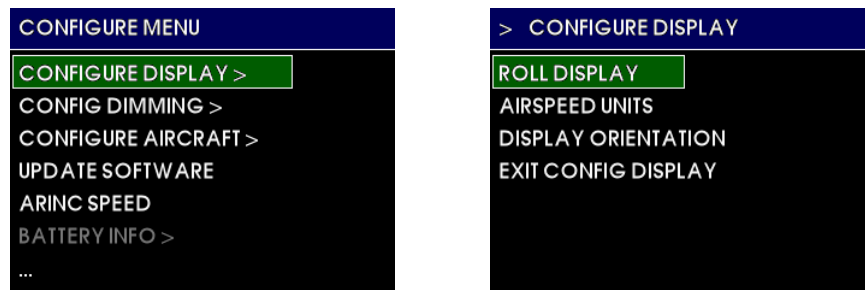 CONFIGURE MENU
CONFIGURE DISPLAY >
CONFIG DIMMING >
CONFIGURE AIRCRAFT >
UPDATE SOFTWARE
ARINC SPEED
BATTERY INFO >
...
> CONFIGURE DISPLAY
ROLL DISPLAY
AIRSPEED UNITS
DISPLAY ORIENTATION
EXIT CONFIG DISPLAY